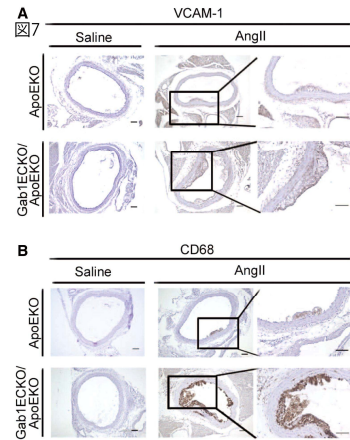 A
図7
VCAM-1
Saline
AngII
ApoEKO
Gab1ECKO/
ApoEKO
B
CD68
Saline
AngII
ApoEKO
Gab1ECKO/
ApoEKO